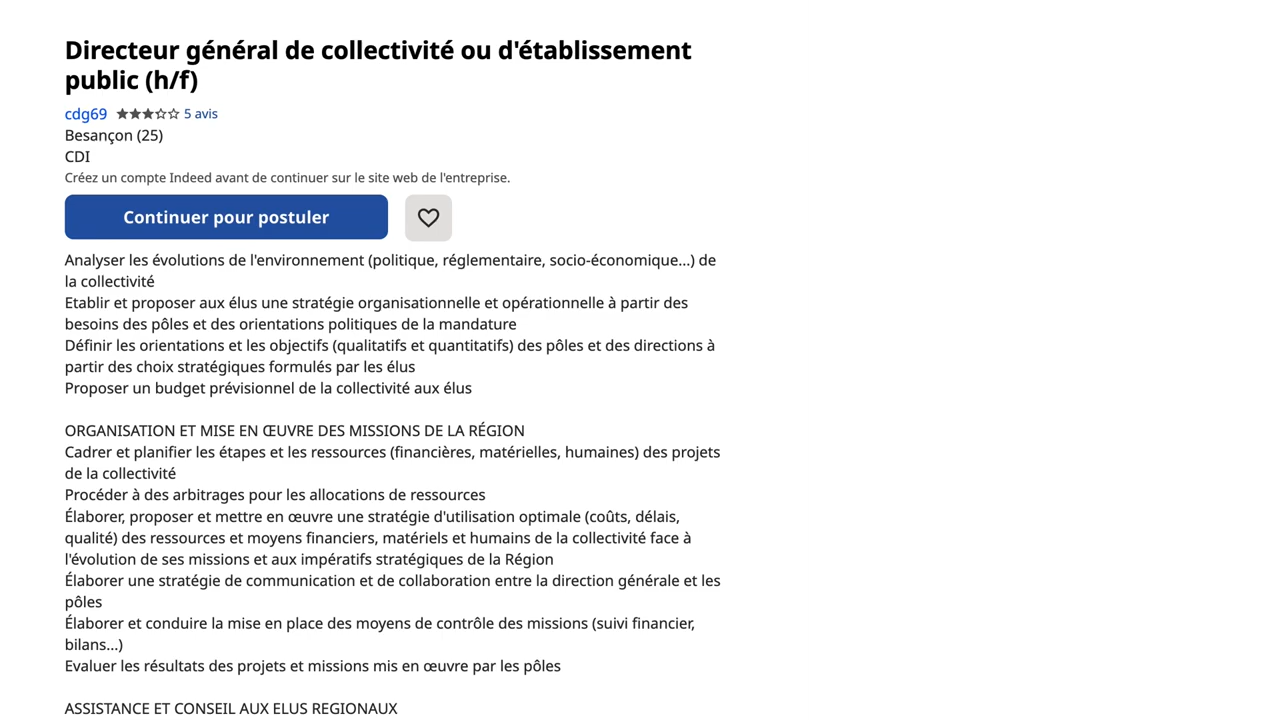 Directeur général de collectivité ou d'établissement
public (h/f)
cdg69 ★★★☆☆ 5 avis
Besançon (25)
CDI
Créez un compte Indeed avant de continuer sur le site web de l'entreprise.
Continuer pour postuler
Analyser les évolutions de l'environnement (politique, réglementaire, socio-économique...) de
la collectivité
Etablir et proposer aux élus une stratégie organisationnelle et opérationnelle à partir des
besoins des pôles et des orientations politiques de la mandature
Définir les orientations et les objectifs (qualitatifs et quantitatifs) des pôles et des directions à
partir des choix stratégiques formulés par les élus
Proposer un budget prévisionnel de la collectivité aux élus
ORGANISATION ET MISE EN ŒUVRE DES MISSIONS DE LA RÉGION
Cadrer et planifier les étapes et les ressources (financières, matérielles, humaines) des projets
de la collectivité
Procéder à des arbitrages pour les allocations de ressources
Élaborer, proposer et mettre en œuvre une stratégie d'utilisation optimale (coûts, délais,
qualité) des ressources et moyens financiers, matériels et humains de la collectivité face à
l'évolution de ses missions et aux impératifs stratégiques de la Région
Élaborer une stratégie de communication et de collaboration entre la direction générale et les
pôles
Élaborer et conduire la mise en place des moyens de contrôle des missions (suivi financier,
bilans...)
Evaluer les résultats des projets et missions mis en œuvre par les pôles
ASSISTANCE ET CONSEIL AUX ELUS REGIONAUX